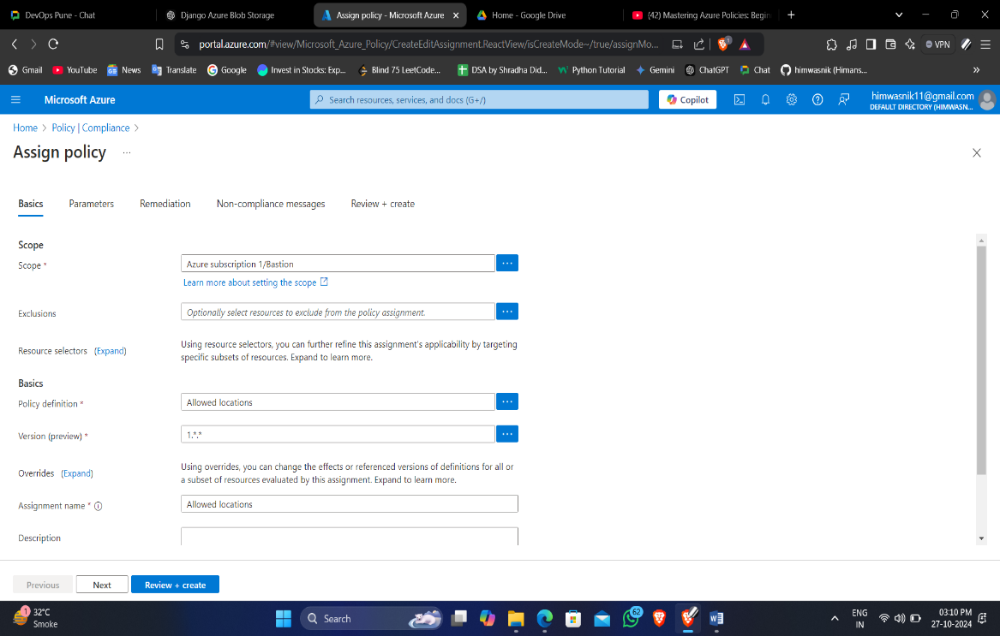 DevOps Pune - Chat
Django Azure Blob Storage
Assign policy - Microsoft Azure
Home - Google Drive
(42) Mastering Azure Policies: Begin
portal.azure.com/#view/Microsoft_Azure_Policy/CreateEditAssignment.ReactView/isCreateMode~/true/assignMo...
1
VPN
Gmail
YouTube
News
Translate
Google
Invest in Stocks: Exp...
Blind 75 LeetCode...
DSA by Shradha Did...
Python Tutorial
Gemini
ChatGPT
Chat
himwasnik (Himans...
Microsoft Azure
Search resources, services, and docs (G+/)
Copilot
himwasnik11@gmail.com
DEFAULT DIRECTORY (HIMWASN...
Home > Policy | Compliance >
Assign policy ...
Basics
Parameters
Remediation
Non-compliance messages
Review + create
Scope
Scope *
Azure subscription 1/Bastion
Learn more about setting the scope
Exclusions
Optionally select resources to exclude from the policy assignment.
Resource selectors (Expand)
Using resource selectors, you can further refine this assignment's applicability by targeting
specific subsets of resources. Expand to learn more.
Basics
Policy definition *
Allowed locations
Version (preview) *
1.*.*
Overrides (Expand)
Using overrides, you can change the effects or referenced versions of definitions for all or
a subset of resources evaluated by this assignment. Expand to learn more.
Assignment name *
Allowed locations
Description
Previous
Next
Review + create
1
32°C
Smoke
Search
62
ENG
IN
03:10 PM
27-10-2024